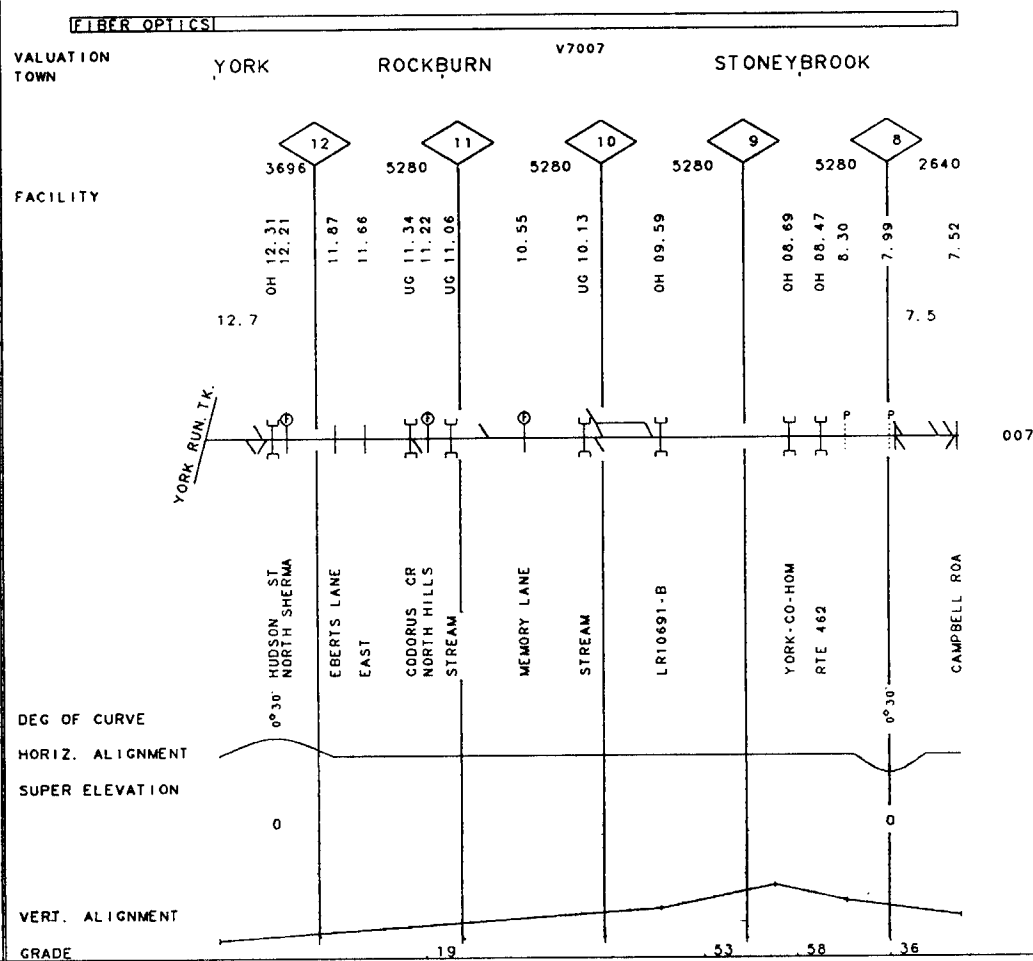 FIBER OPTICS
VALUATION V7007
TOWN YORK ROCKBURN STONEYBROOK
12 11 10 9 8
3696 5280 5280 5280 5280 2640
FACILITY
OH 12.31
12.21
11.87
11.66
UG 11.34
11.22
UG 11.06
10.55
UG 10.13
OH 09.59
OH 08.69
OH 08.47
8.30
7.99
7.52
12.7 7.5
P P
YORK RUN. TK.
007
HUDSON ST
NORTH SHERMA
EBERTS LANE
EAST
CODORUS CR
NORTH HILLS
STREAM
MEMORY LANE
STREAM
LR10691-B
YORK-CO-HOM
RTE 462
CAMPBELL ROA
DEG OF CURVE 0°30' 0°30'
HORIZ. ALIGNMENT
SUPER ELEVATION
0 0
VERT. ALIGNMENT
GRADE .19 .53 .58 .36